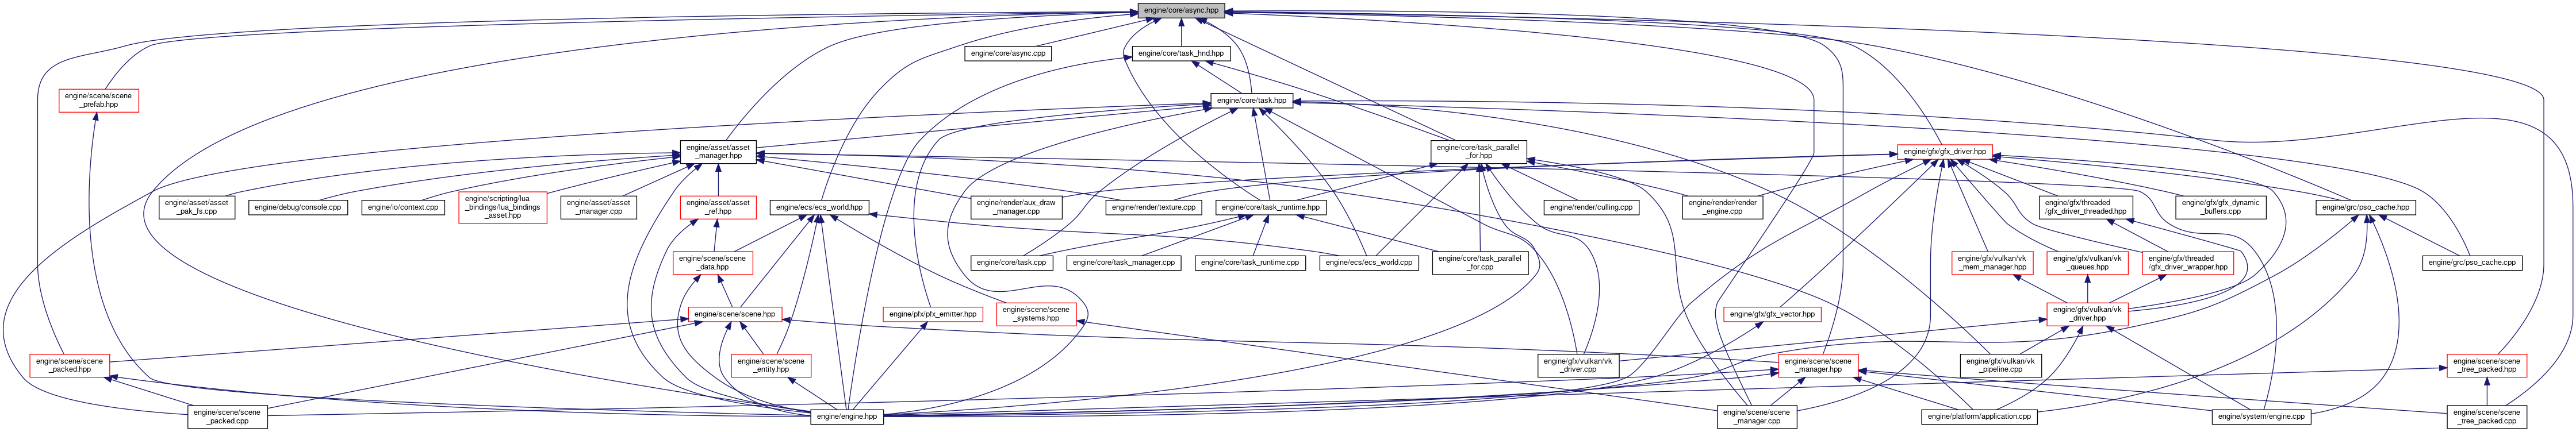 engine/core/async.hpp
engine/core/async.cpp
engine/core/task_hnd.hpp
engine/scene/scene
_prefab.hpp
engine/core/task.hpp
engine/asset/asset
_manager.hpp
engine/core/task_parallel
_for.hpp
engine/gfx/gfx_driver.hpp
engine/asset/asset
_pak_fs.cpp
engine/debug/console.cpp
engine/io/context.cpp
engine/scripting/lua
_bindings/lua_bindings
_asset.hpp
engine/asset/asset
_manager.cpp
engine/asset/asset
_ref.hpp
engine/ecs/ecs_world.hpp
engine/render/aux_draw
_manager.cpp
engine/render/texture.cpp
engine/core/task_runtime.hpp
engine/render/culling.cpp
engine/render/render
_engine.cpp
engine/gfx/threaded
/gfx_driver_threaded.hpp
engine/gfx/gfx_dynamic
_buffers.cpp
engine/grc/pso_cache.hpp
engine/scene/scene
_data.hpp
engine/core/task.cpp
engine/core/task_manager.cpp
engine/core/task_runtime.cpp
engine/ecs/ecs_world.cpp
engine/core/task_parallel
_for.cpp
engine/gfx/vulkan/vk
_mem_manager.hpp
engine/gfx/vulkan/vk
_queues.hpp
engine/gfx/threaded
/gfx_driver_wrapper.hpp
engine/grc/pso_cache.cpp
engine/scene/scene.hpp
engine/pfx/pfx_emitter.hpp
engine/scene/scene
_systems.hpp
engine/gfx/gfx_vector.hpp
engine/gfx/vulkan/vk
_driver.hpp
engine/scene/scene
_packed.hpp
engine/scene/scene
_entity.hpp
engine/gfx/vulkan/vk
_driver.cpp
engine/scene/scene
_manager.hpp
engine/gfx/vulkan/vk
_pipeline.cpp
engine/scene/scene
_tree_packed.hpp
engine/scene/scene
_packed.cpp
engine/engine.hpp
engine/scene/scene
_manager.cpp
engine/platform/application.cpp
engine/system/engine.cpp
engine/scene/scene
_tree_packed.cpp